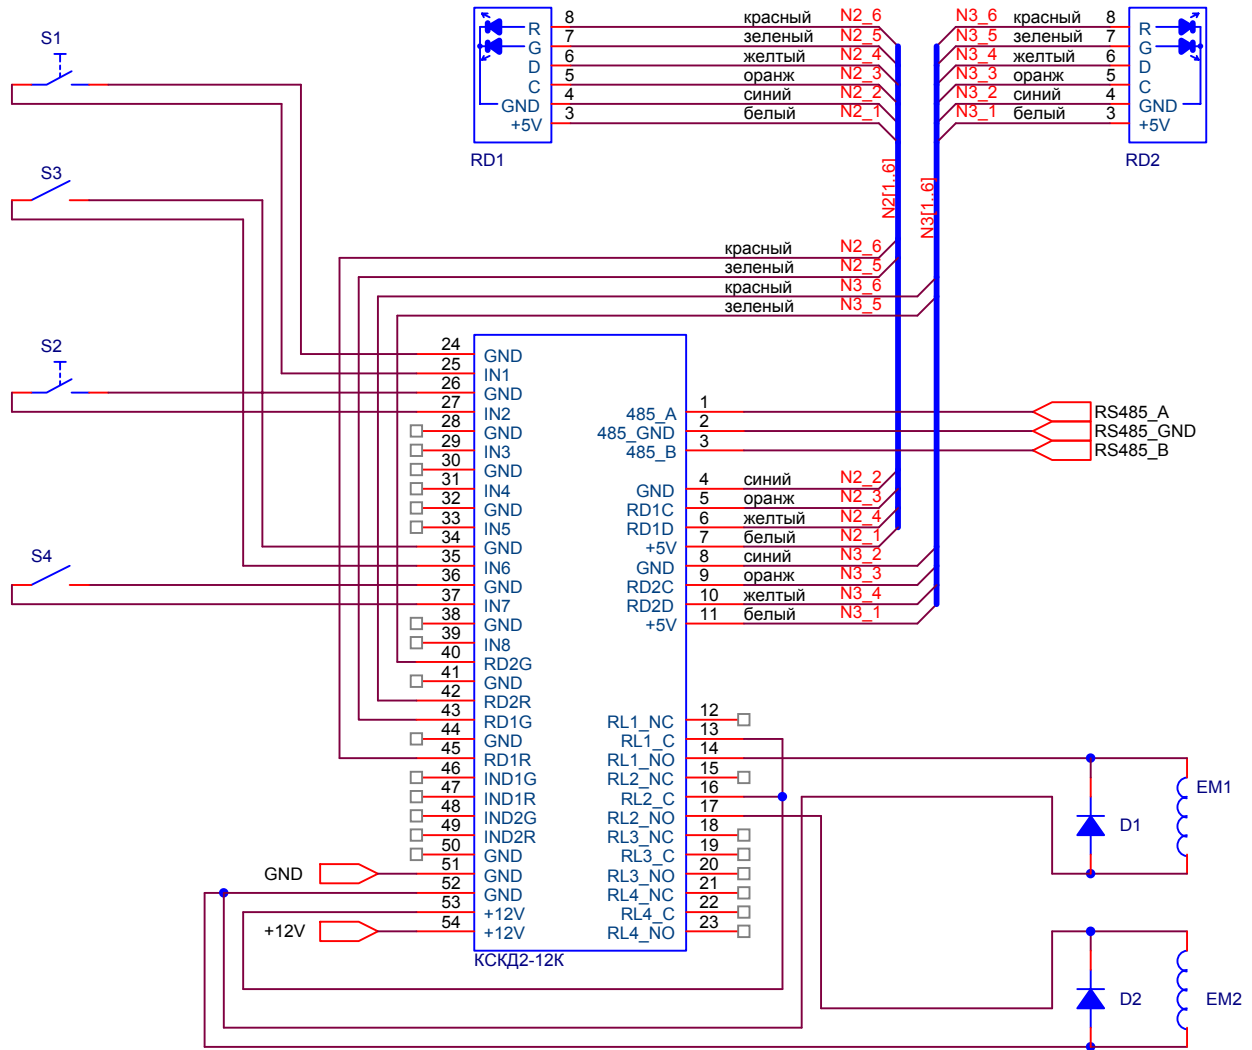 S1
S3
S2
S4
8 красный N2_6
7 зеленый N2_5
6 желтый N2_4
5 оранж N2_3
4 синий N2_2
3 белый N2_1
R
G
D
C
GND
+5V
RD1
N3_6 красный 8
N3_5 зеленый 7
N3_4 желтый 6
N3_3 оранж 5
N3_2 синий 4
N3_1 белый 3
R
G
D
C
GND
+5V
RD2
N2[1..6]
N3[1..6]
красный N2_6
зеленый N2_5
красный N3_6
зеленый N3_5
24 GND
25 IN1
26 GND
27 IN2
28 GND
29 IN3
30 GND
31 IN4
32 GND
33 IN5
34 GND
35 IN6
36 GND
37 IN7
38 GND
39 IN8
40 RD2G
41 GND
42 RD2R
43 RD1G
44 GND
45 RD1R
46 IND1G
47 IND1R
48 IND2G
49 IND2R
50 GND
51 GND
52 GND
53 +12V
54 +12V
GND
+12V
485_A 1 RS485_A
485_GND 2 RS485_GND
485_B 3 RS485_B
GND 4 синий N2_2
RD1C 5 оранж N2_3
RD1D 6 желтый N2_4
+5V 7 белый N2_1
GND 8 синий N3_2
RD2C 9 оранж N3_3
RD2D 10 желтый N3_4
+5V 11 белый N3_1
RL1_NC 12
RL1_C 13
RL1_NO 14
RL2_NC 15
RL2_C 16
RL2_NO 17
RL3_NC 18
RL3_C 19
RL3_NO 20
RL4_NC 21
RL4_C 22
RL4_NO 23
КСКД2-12К
D1
EM1
D2
EM2